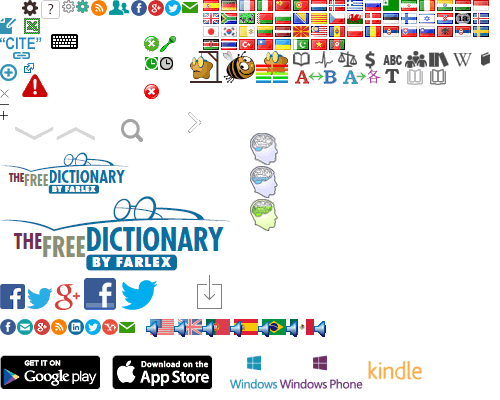 ?
"CITE"
$ ABC W
A↔B A→各 T
THE FREE DICTIONARY
BY FARLEX
THE FREE DICTIONARY
BY FARLEX
GET IT ON
Google play
Download on the
App Store
Windows
Windows Phone
kindle